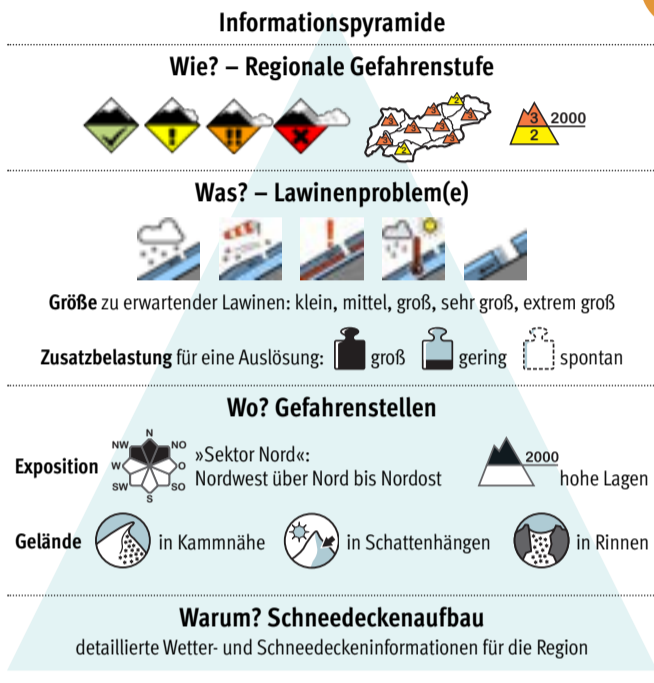 Informationspyramide
Wie? – Regionale Gefahrenstufe
3 2000
2
Was? – Lawinenproblem(e)
Größe zu erwartender Lawinen: klein, mittel, groß, sehr groß, extrem groß
Zusatzbelastung für eine Auslösung: groß gering spontan
Wo? Gefahrenstellen
Exposition
N
NW NO
W O
SW SO
S
»Sektor Nord«:
Nordwest über Nord bis Nordost
2000
hohe Lagen
Gelände in Kammnähe in Schattenhängen in Rinnen
Warum? Schneedeckenaufbau
detaillierte Wetter- und Schneedeckeninformationen für die Region